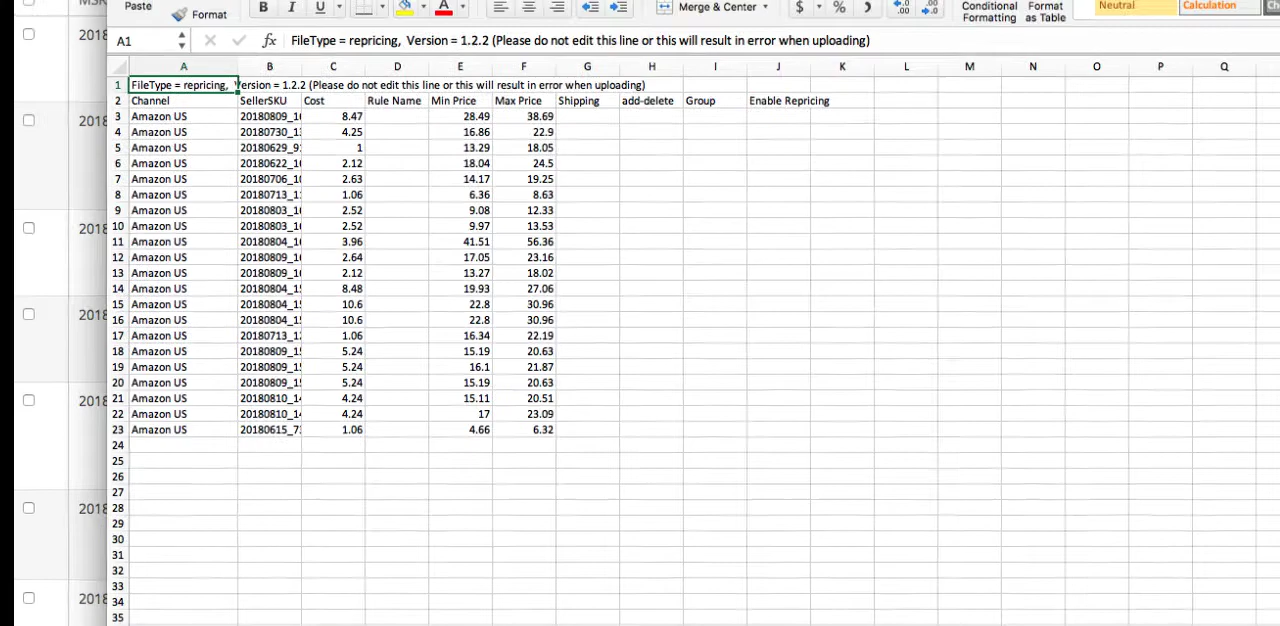 Paste
Format
B I U A
Merge & Center
$ % )
.00 .0
Conditional Formatting
Format as Table
Neutral
Calculation
A1 fx FileType = repricing, Version = 1.2.2 (Please do not edit this line or this will result in error when uploading)
A B C D E F G H I J K L M N O P Q
1 FileType = repricing, Version = 1.2.2 (Please do not edit this line or this will result in error when uploading)
2 Channel SellerSKU Cost Rule Name Min Price Max Price Shipping add-delete Group Enable Repricing
3 Amazon US 20180809_1 8.47 28.49 38.69
4 Amazon US 20180730_1 4.25 16.86 22.9
5 Amazon US 20180629_9 1 13.29 18.05
6 Amazon US 20180622_1 2.12 18.04 24.5
7 Amazon US 20180706_1 2.63 14.17 19.25
8 Amazon US 20180713_1 1.06 6.36 8.63
9 Amazon US 20180803_1 2.52 9.08 12.33
10 Amazon US 20180803_1 2.52 9.97 13.53
11 Amazon US 20180804_1 3.96 41.51 56.36
12 Amazon US 20180809_1 2.64 17.05 23.16
13 Amazon US 20180809_1 2.12 13.27 18.02
14 Amazon US 20180804_1 8.48 19.93 27.06
15 Amazon US 20180804_1 10.6 22.8 30.96
16 Amazon US 20180804_1 10.6 22.8 30.96
17 Amazon US 20180713_1 1.06 16.34 22.19
18 Amazon US 20180809_1 5.24 15.19 20.63
19 Amazon US 20180809_1 5.24 16.1 21.87
20 Amazon US 20180809_1 5.24 15.19 20.63
21 Amazon US 20180810_1 4.24 15.11 20.51
22 Amazon US 20180810_1 4.24 17 23.09
23 Amazon US 20180615_7 1.06 4.66 6.32
24
25
26
27
28
29
30
31
32
33
34
35
2018
2018
2018
2018
2018
2018
2018